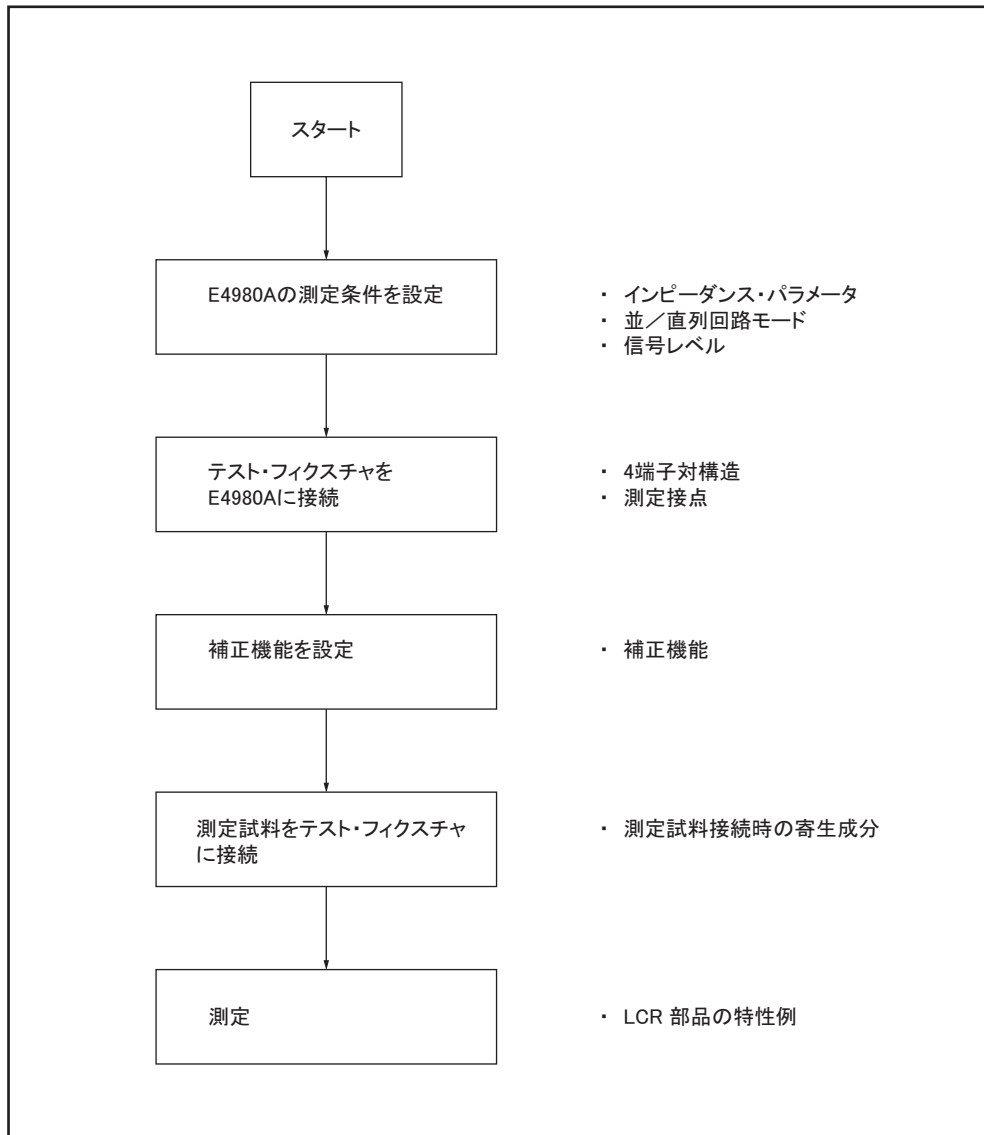 スタート
E4980Aの測定条件を設定
・ インピーダンス・パラメータ
・ 並／直列回路モード
・ 信号レベル
テスト・フィクスチャを
E4980Aに接続
・ 4端子対構造
・ 測定接点
補正機能を設定
・ 補正機能
測定試料をテスト・フィクスチャ
に接続
・ 測定試料接続時の寄生成分
測定
・ LCR 部品の特性例